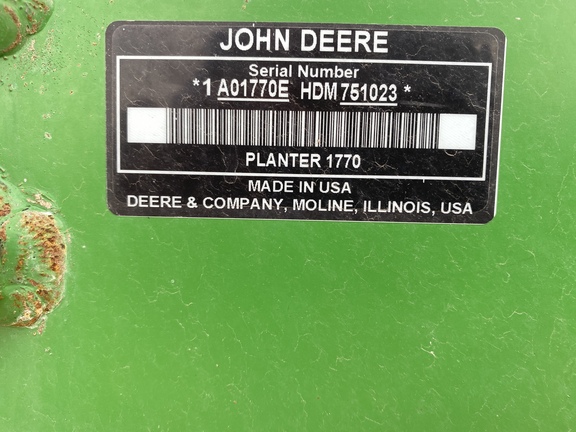 JOHN DEERE
Serial Number
*1 A01770E HDM 751023 *
PLANTER 1770
MADE IN USA
DEERE & COMPANY, MOLINE, ILLINOIS, USA